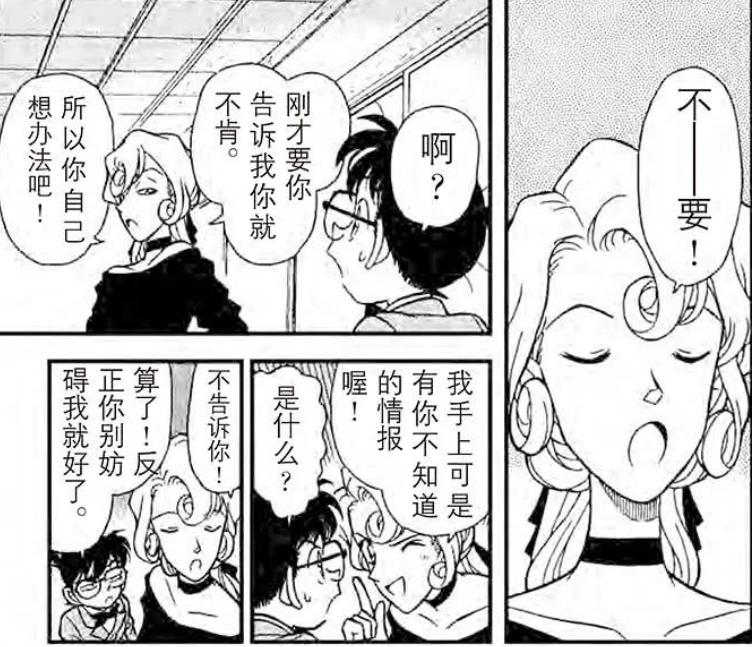 不——要！
啊？
刚才要你
告诉我你就
不肯。
所以你自己
想办法吧！
我手上可是
有你不知道
的情报
喔！
是什么？
不告诉你！
算了！反
正你别妨
碍我就好了。